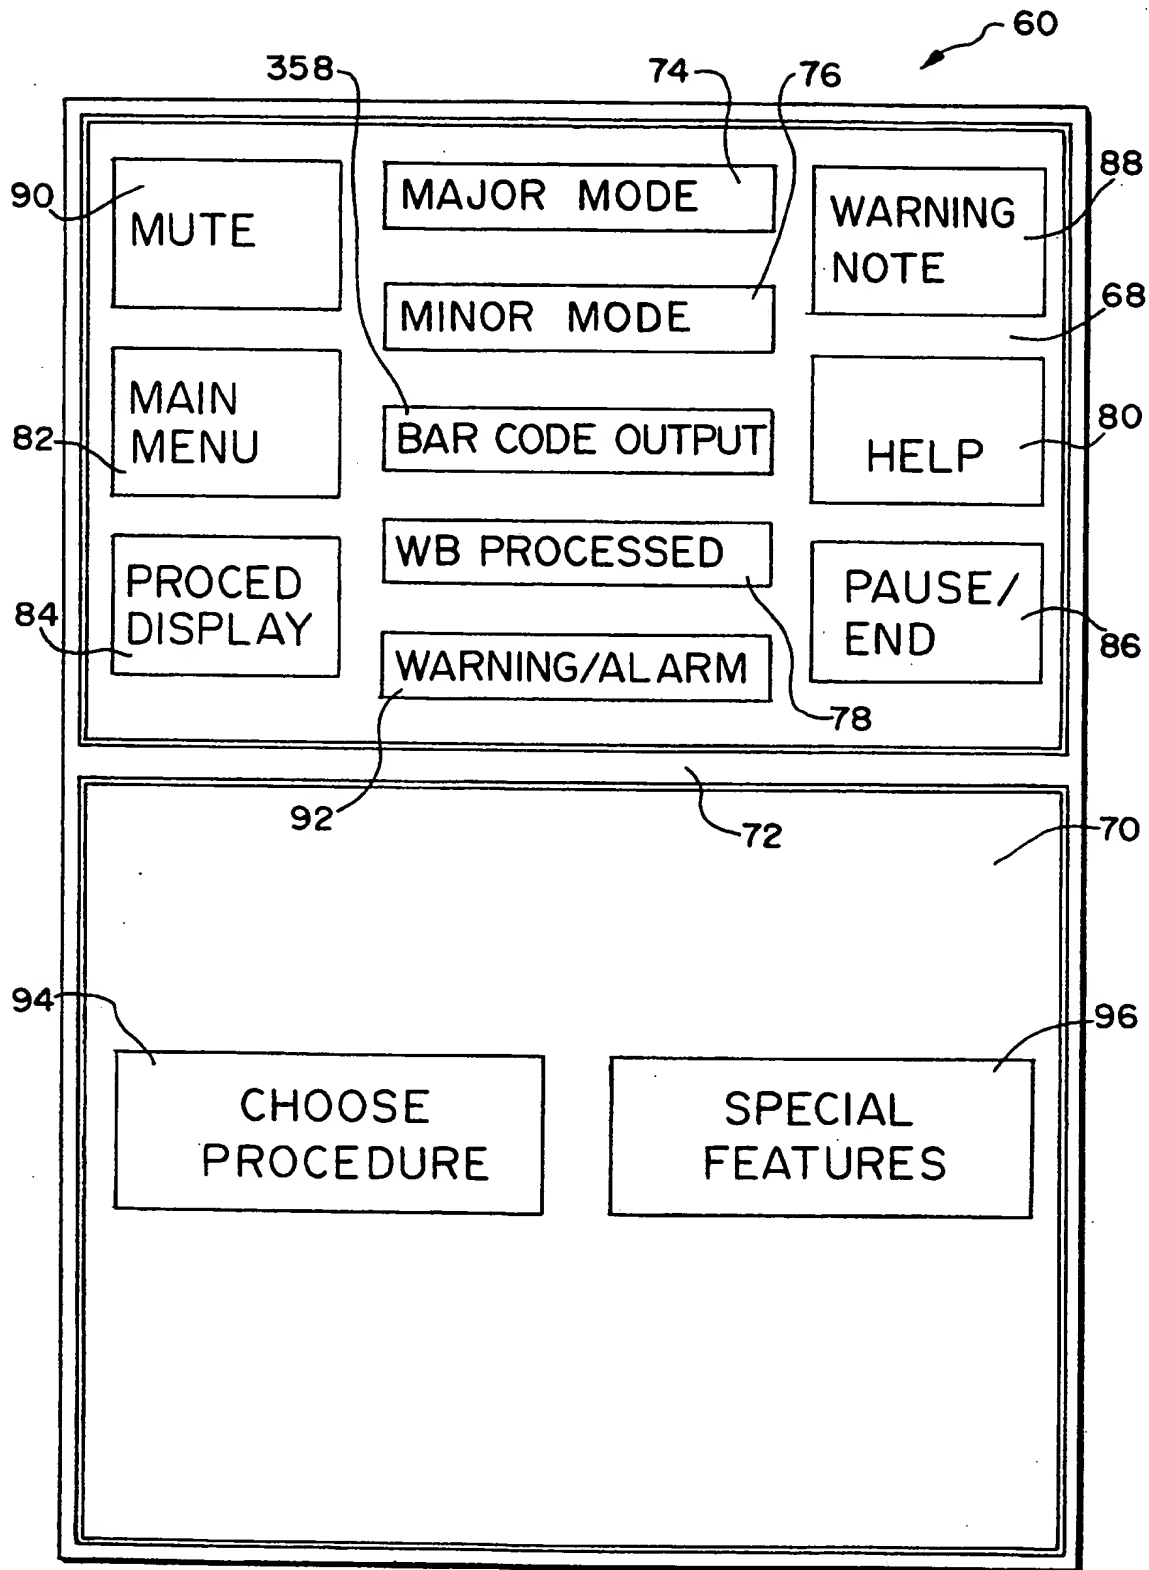 60
358
74
76
90
MUTE
MAJOR MODE
WARNING
NOTE
88
MINOR MODE
68
MAIN
MENU
82
BAR CODE OUTPUT
HELP
80
PROCED
DISPLAY
84
WB PROCESSED
PAUSE/
END
86
WARNING/ALARM
78
92
72
70
94
96
CHOOSE
PROCEDURE
SPECIAL
FEATURES